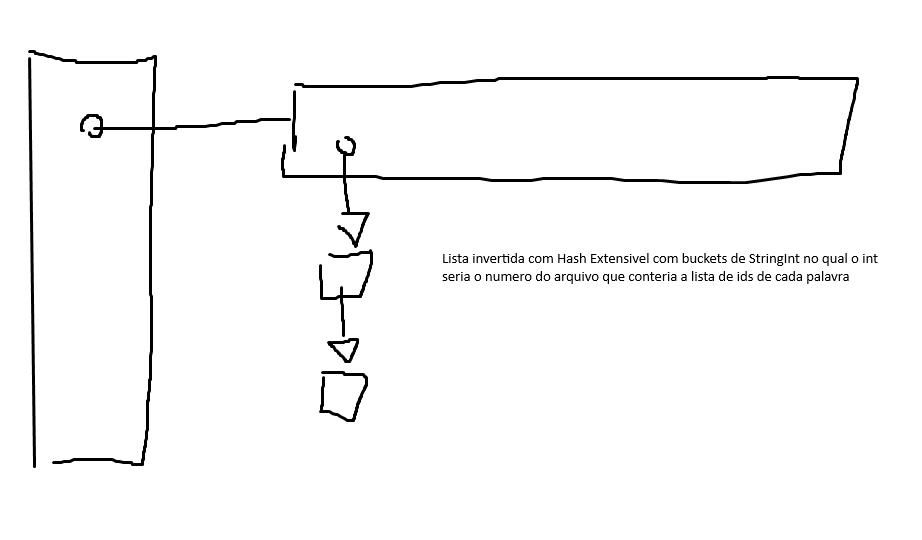 Lista invertida com Hash Extensivel com buckets de StringInt no qual o int
seria o numero do arquivo que conteria a lista de ids de cada palavra